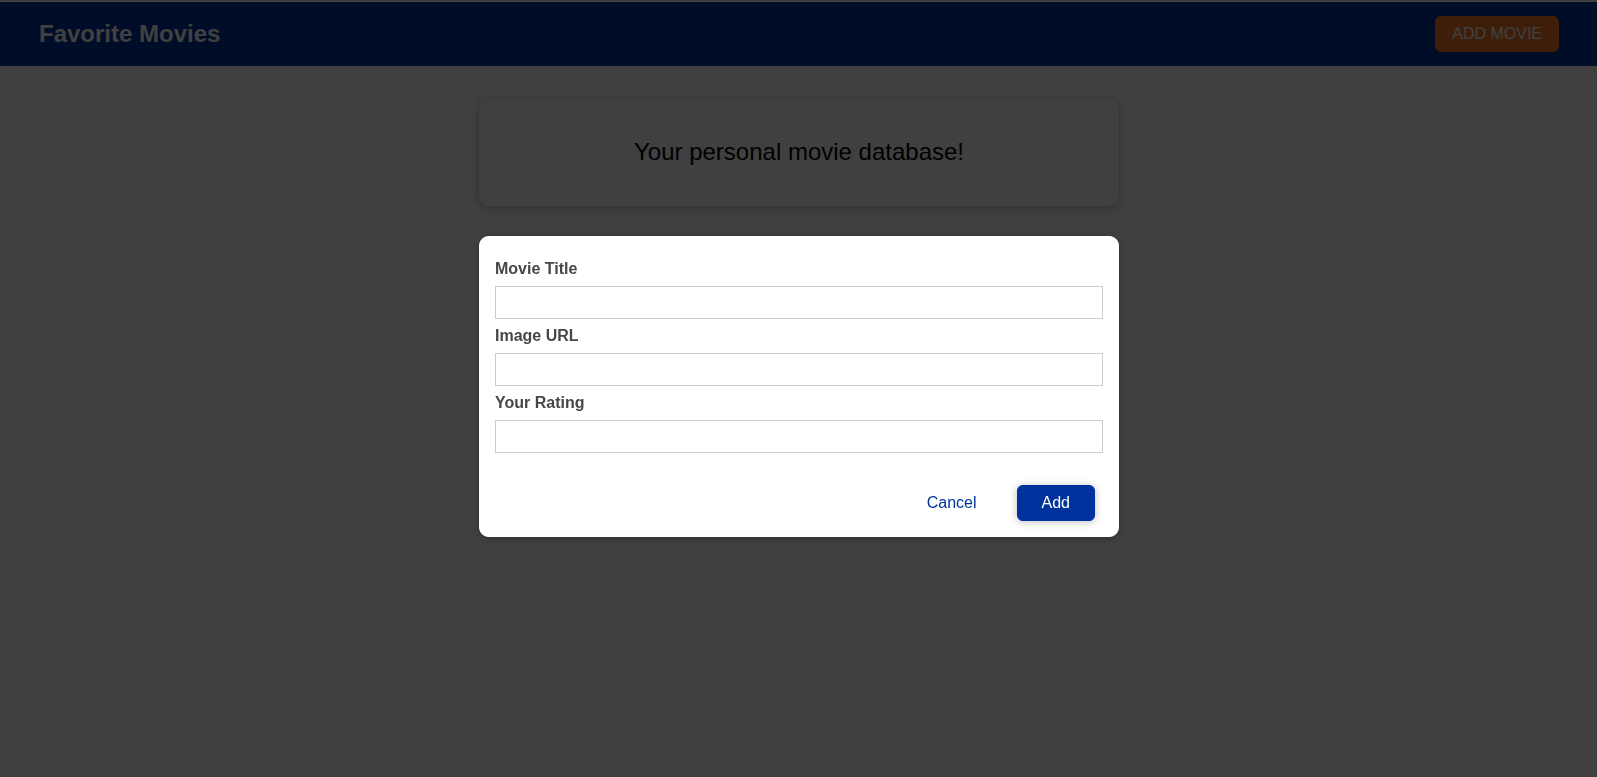 Favorite Movies
ADD MOVIE
Your personal movie database!
Movie Title
Image URL
Your Rating
Cancel
Add